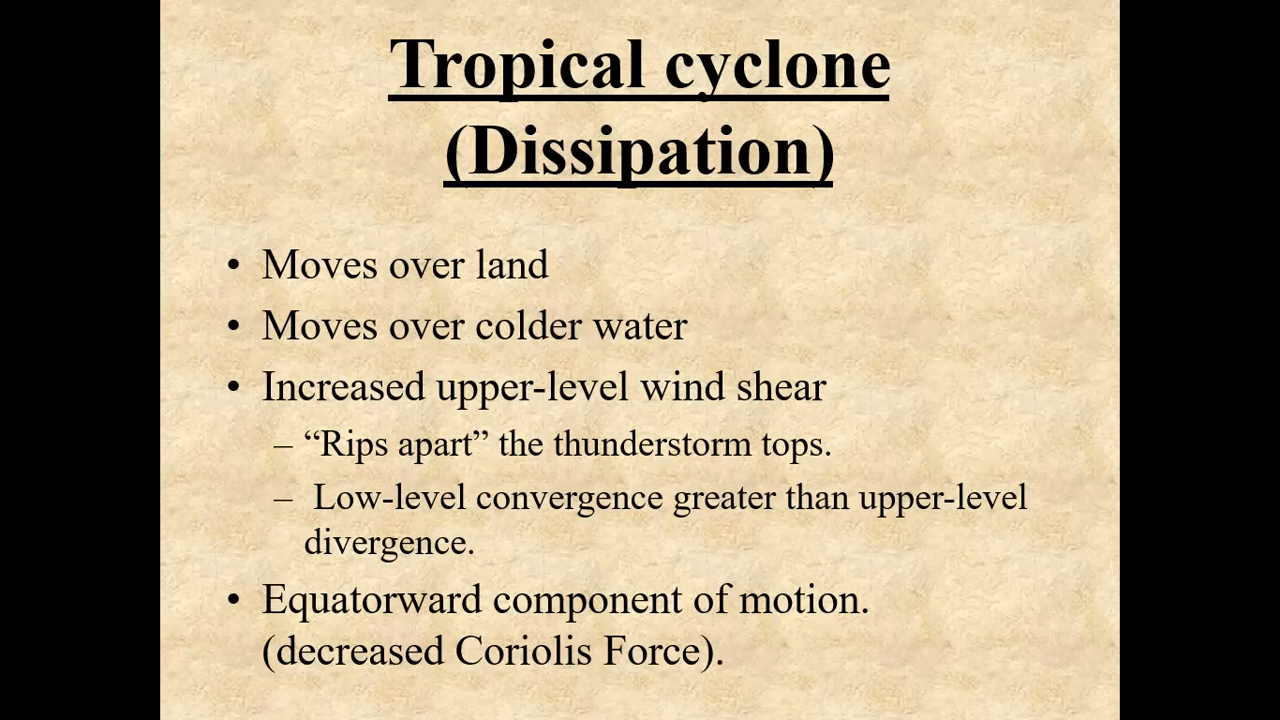 Tropical cyclone
(Dissipation)
• Moves over land
• Moves over colder water
• Increased upper-level wind shear
– “Rips apart” the thunderstorm tops.
– Low-level convergence greater than upper-level
divergence.
• Equatorward component of motion.
(decreased Coriolis Force).